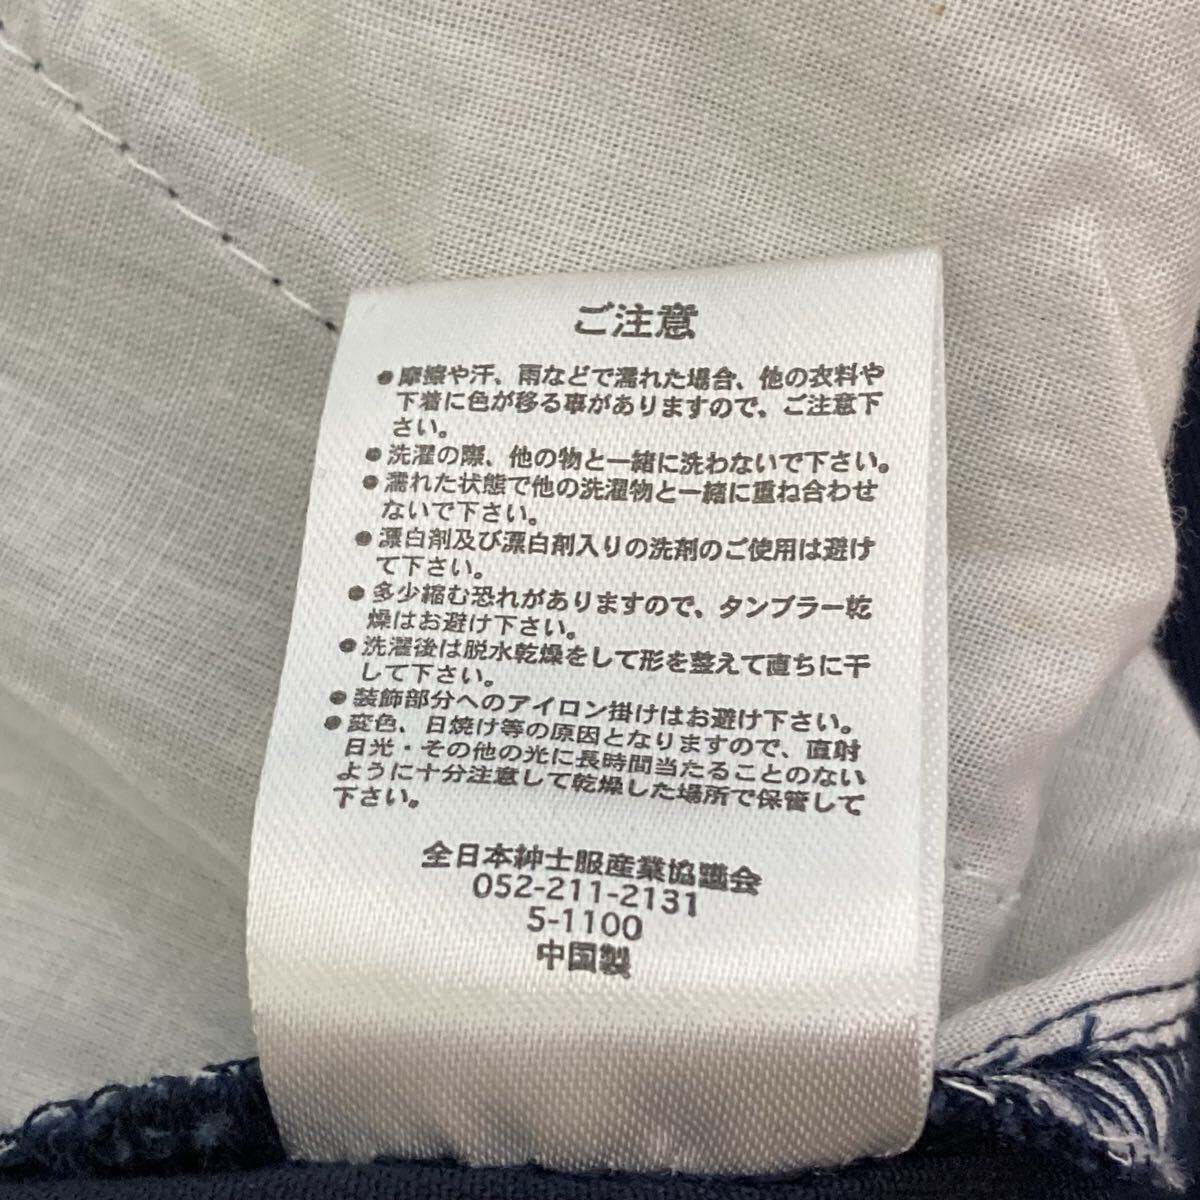 ご注意
●摩擦や汗、雨などで濡れた場合、他の衣料や
下着に色が移る事がありますので、ご注意下
さい。
●洗濯の際、他の物と一緒に洗わないで下さい。
●濡れた状態で他の洗濯物と一緒に重ね合わせ
ないで下さい。
●漂白剤及び漂白剤入りの洗剤のご使用は避け
て下さい。
●多少縮む恐れがありますので、タンブラー乾
燥はお避け下さい。
●洗濯後は脱水乾燥をして形を整えて直ちに干
して下さい。
●装飾部分へのアイロン掛けはお避け下さい。
●変色、日焼け等の原因となりますので、直射
日光・その他の光に長時間当たることのない
ように十分注意して乾燥した場所で保管して
下さい。
全日本紳士服産業協議会
052-211-2131
5-1100
中国製